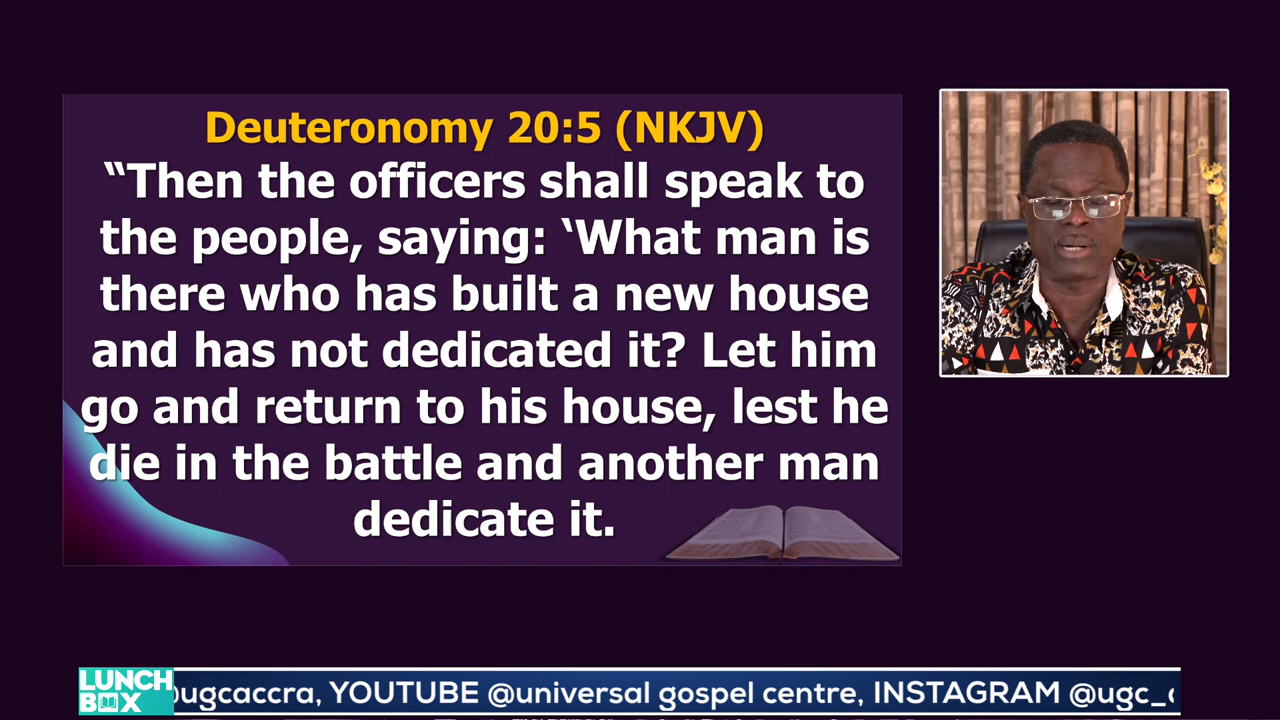 Deuteronomy 20:5 (NKJV)
“Then the officers shall speak to
the people, saying: ‘What man is
there who has built a new house
and has not dedicated it? Let him
go and return to his house, lest he
die in the battle and another man
dedicate it.
LUNCH
BOX
@ugcaccra, YOUTUBE @universal gospel centre, INSTAGRAM @ugc_